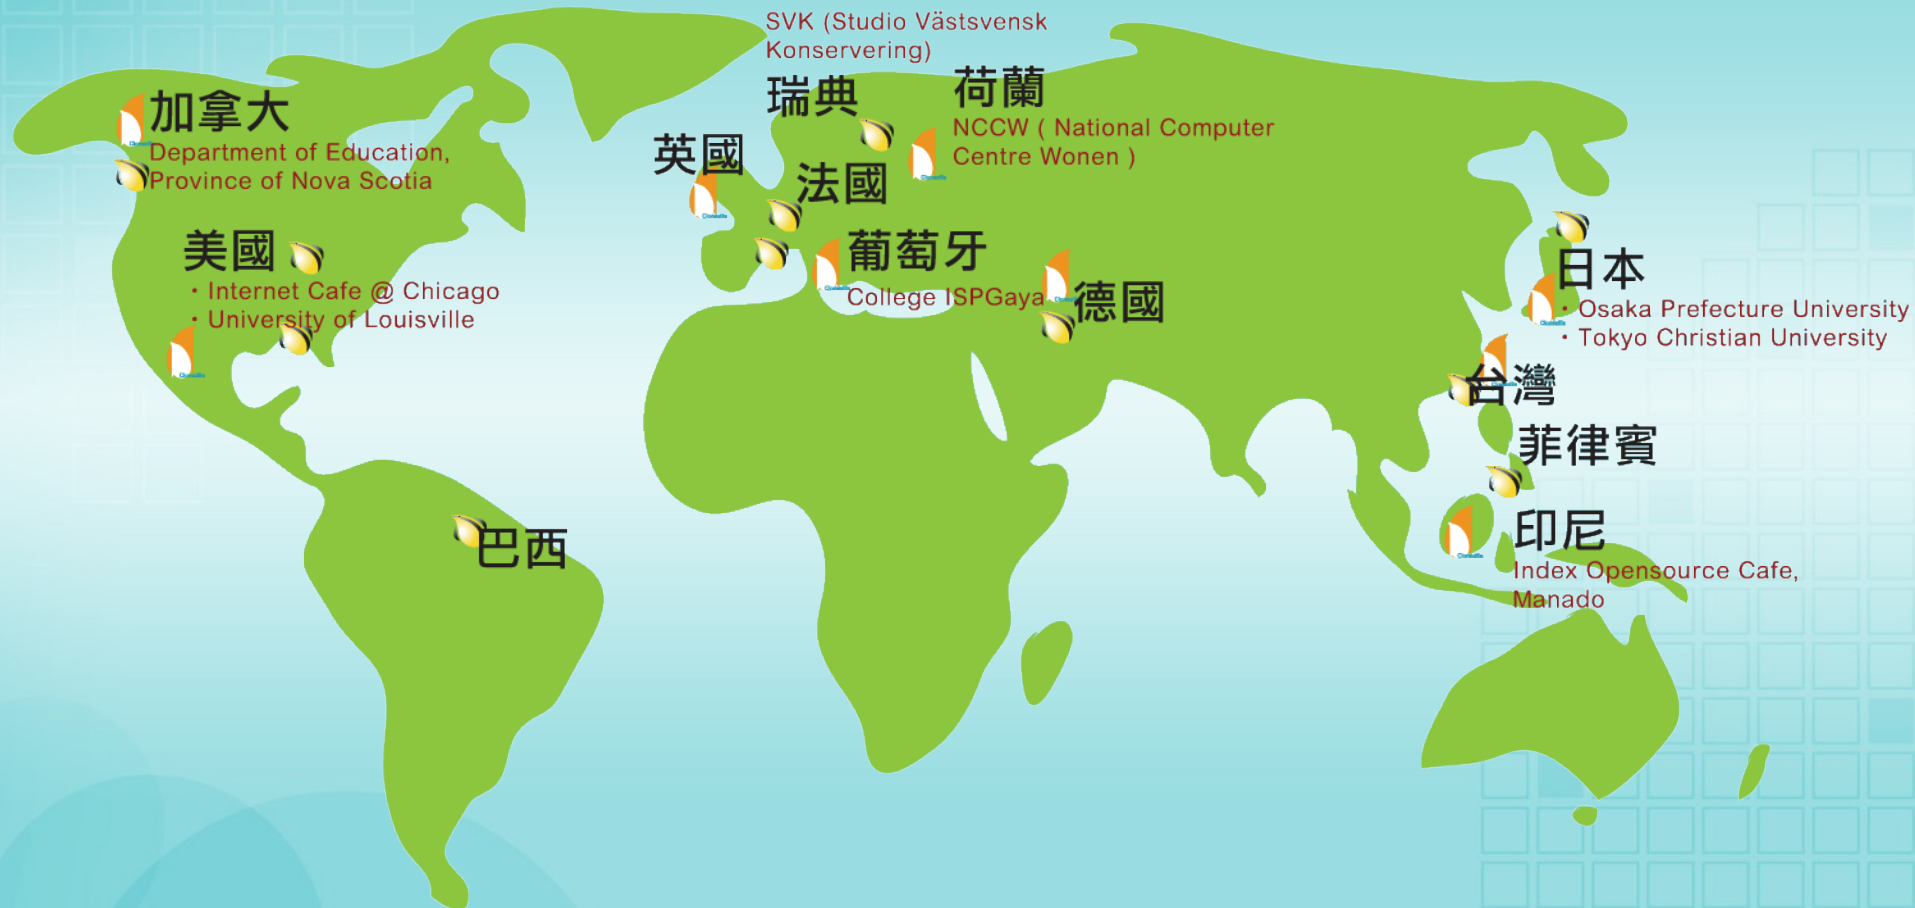 SVK (Studio Västsvensk
Konservering)
瑞典
荷蘭
NCCW ( National Computer
Centre Wonen )
加拿大
Department of Education,
Province of Nova Scotia
英國
法國
美國
・Internet Cafe @ Chicago
・University of Louisville
葡萄牙
College ISPGaya
德國
日本
・Osaka Prefecture University
・Tokyo Christian University
台灣
菲律賓
巴西
印尼
Index Opensource Cafe,
Manado